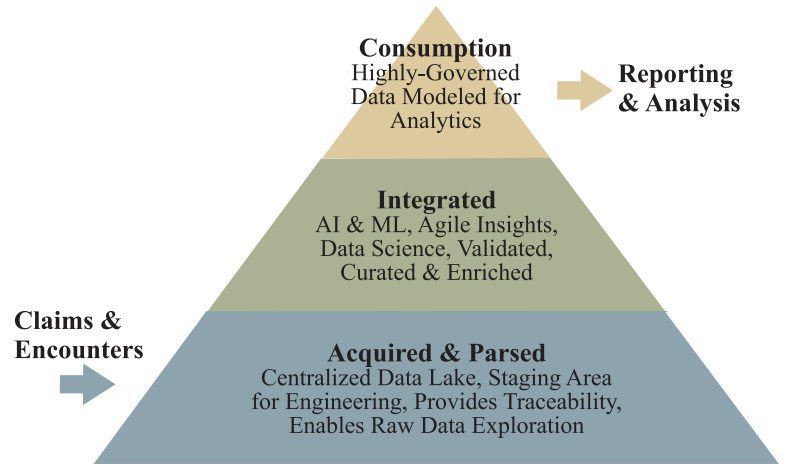 Consumption
Highly-Governed
Data Modeled for
Analytics
Reporting
& Analysis
Integrated
AI & ML, Agile Insights,
Data Science, Validated,
Curated & Enriched
Claims &
Encounters
Acquired & Parsed
Centralized Data Lake, Staging Area
for Engineering, Provides Traceability,
Enables Raw Data Exploration